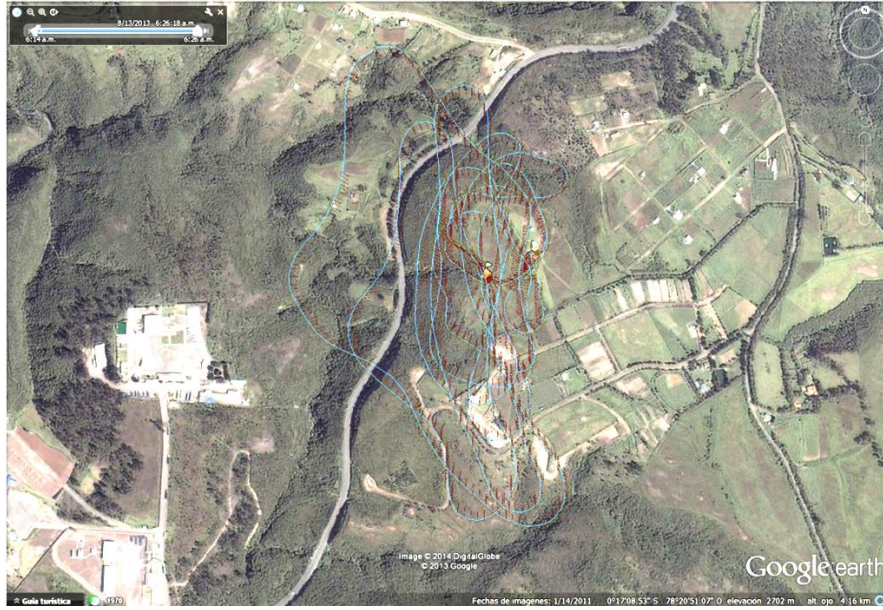 8/13/2013 6:26:18 a.m.
6:14 a.m. 6:26 a.m.
N
Image © 2014 DigitalGlobe
© 2013 Google
Google earth
Guía turística 1970 Fechas de imágenes: 1/14/2011 0°17'08.53" S 78°20'51.07" O elevación 2702 m alt. ojo 4.16 km